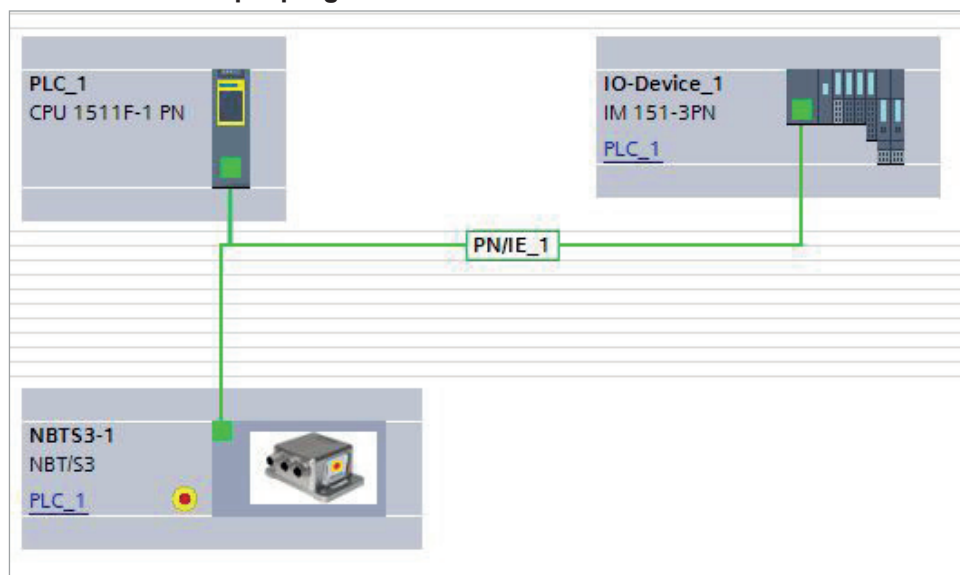 PLC_1
CPU 1511F-1 PN
IO-Device_1
IM 151-3PN
PLC_1
PN/IE_1
NBTS3-1
NBT/S3
PLC_1